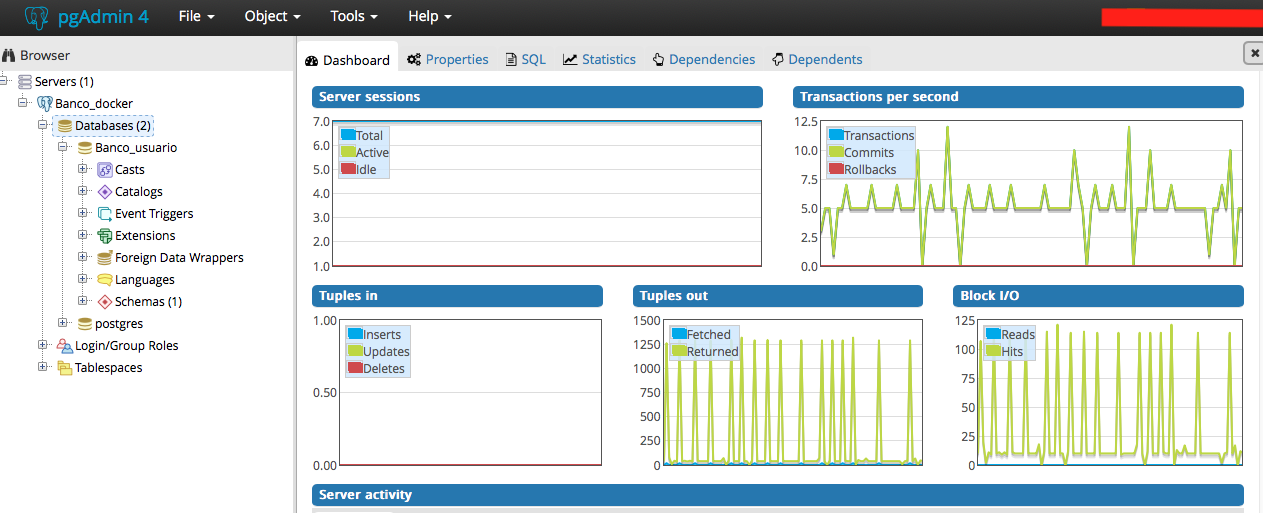 pgAdmin 4 File Object Tools Help
Browser
Servers (1)
Banco_docker
Databases (2)
Banco_usuario
Casts
Catalogs
Event Triggers
Extensions
Foreign Data Wrappers
Languages
Schemas (1)
postgres
Login/Group Roles
Tablespaces
Dashboard Properties SQL Statistics Dependencies Dependents
Server sessions
7.0
6.0
5.0
4.0
3.0
2.0
1.0
Total
Active
Idle
Transactions per second
12.5
10.0
7.5
5.0
2.5
0.0
Transactions
Commits
Rollbacks
Tuples in
1.00
0.50
0.00
Inserts
Updates
Deletes
Tuples out
1500
1250
1000
750
500
250
0
Fetched
Returned
Block I/O
125
100
75
50
25
0
Reads
Hits
Server activity